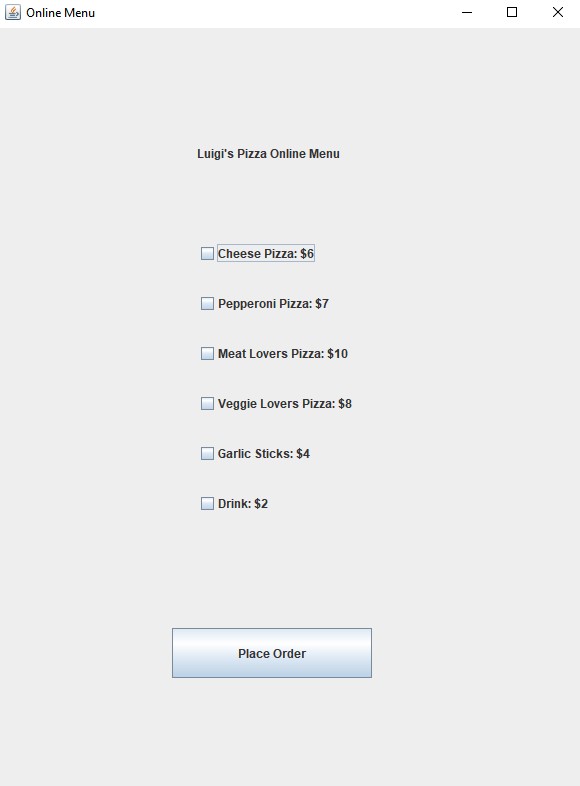 Online Menu
Luigi's Pizza Online Menu
Cheese Pizza: $6
Pepperoni Pizza: $7
Meat Lovers Pizza: $10
Veggie Lovers Pizza: $8
Garlic Sticks: $4
Drink: $2
Place Order